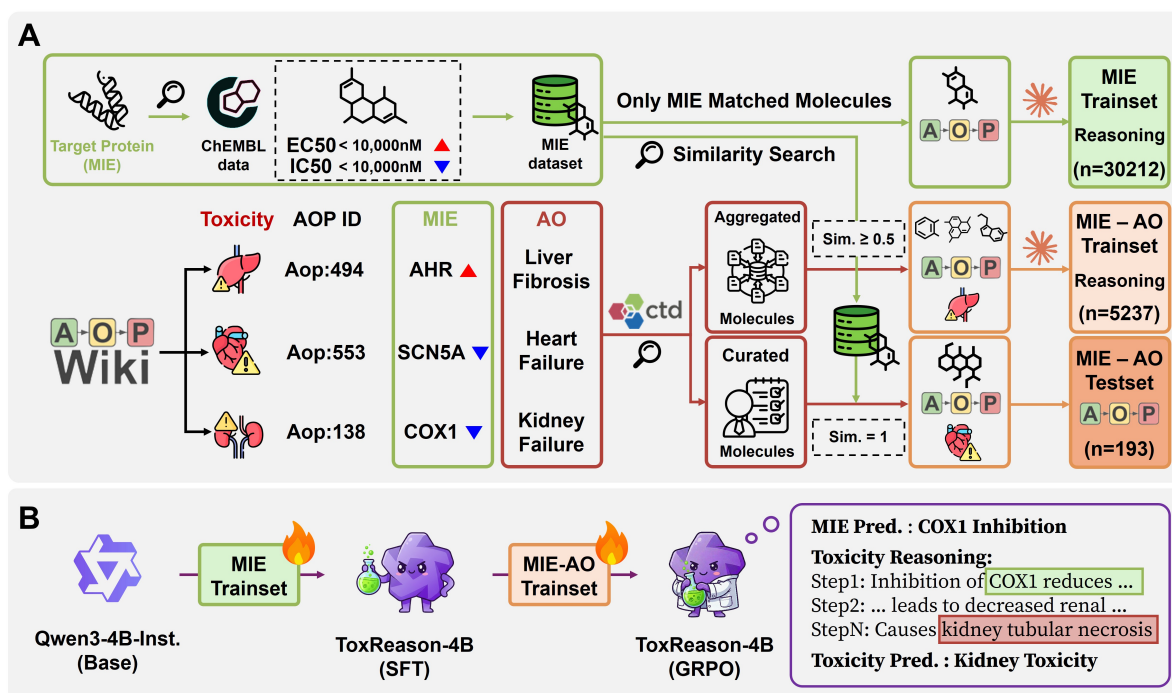 A
Target Protein
(MIE)
ChEMBL
data
EC50 < 10,000nM
IC50 < 10,000nM
MIE
dataset
Only MIE Matched Molecules
Similarity Search
A O P
MIE
Trainset
Reasoning
(n=30212)
Toxicity AOP ID MIE AO
Aop:494 AHR Liver
Fibrosis
A O P
Wiki
Aop:553 SCN5A Heart
Failure
Aop:138 COX1 Kidney
Failure
ctd
Aggregated
Molecules
Curated
Molecules
Sim. ≥ 0.5
Sim. = 1
A O P
MIE – AO
Trainset
Reasoning
(n=5237)
A O P
MIE – AO
Testset
A O P
(n=193)
B
Qwen3-4B-Inst.
(Base)
MIE
Trainset
ToxReason-4B
(SFT)
MIE-AO
Trainset
ToxReason-4B
(GRPO)
MIE Pred. : COX1 Inhibition
Toxicity Reasoning:
Step1: Inhibition of COX1 reduces ...
Step2: ... leads to decreased renal ...
StepN: Causes kidney tubular necrosis
Toxicity Pred. : Kidney Toxicity